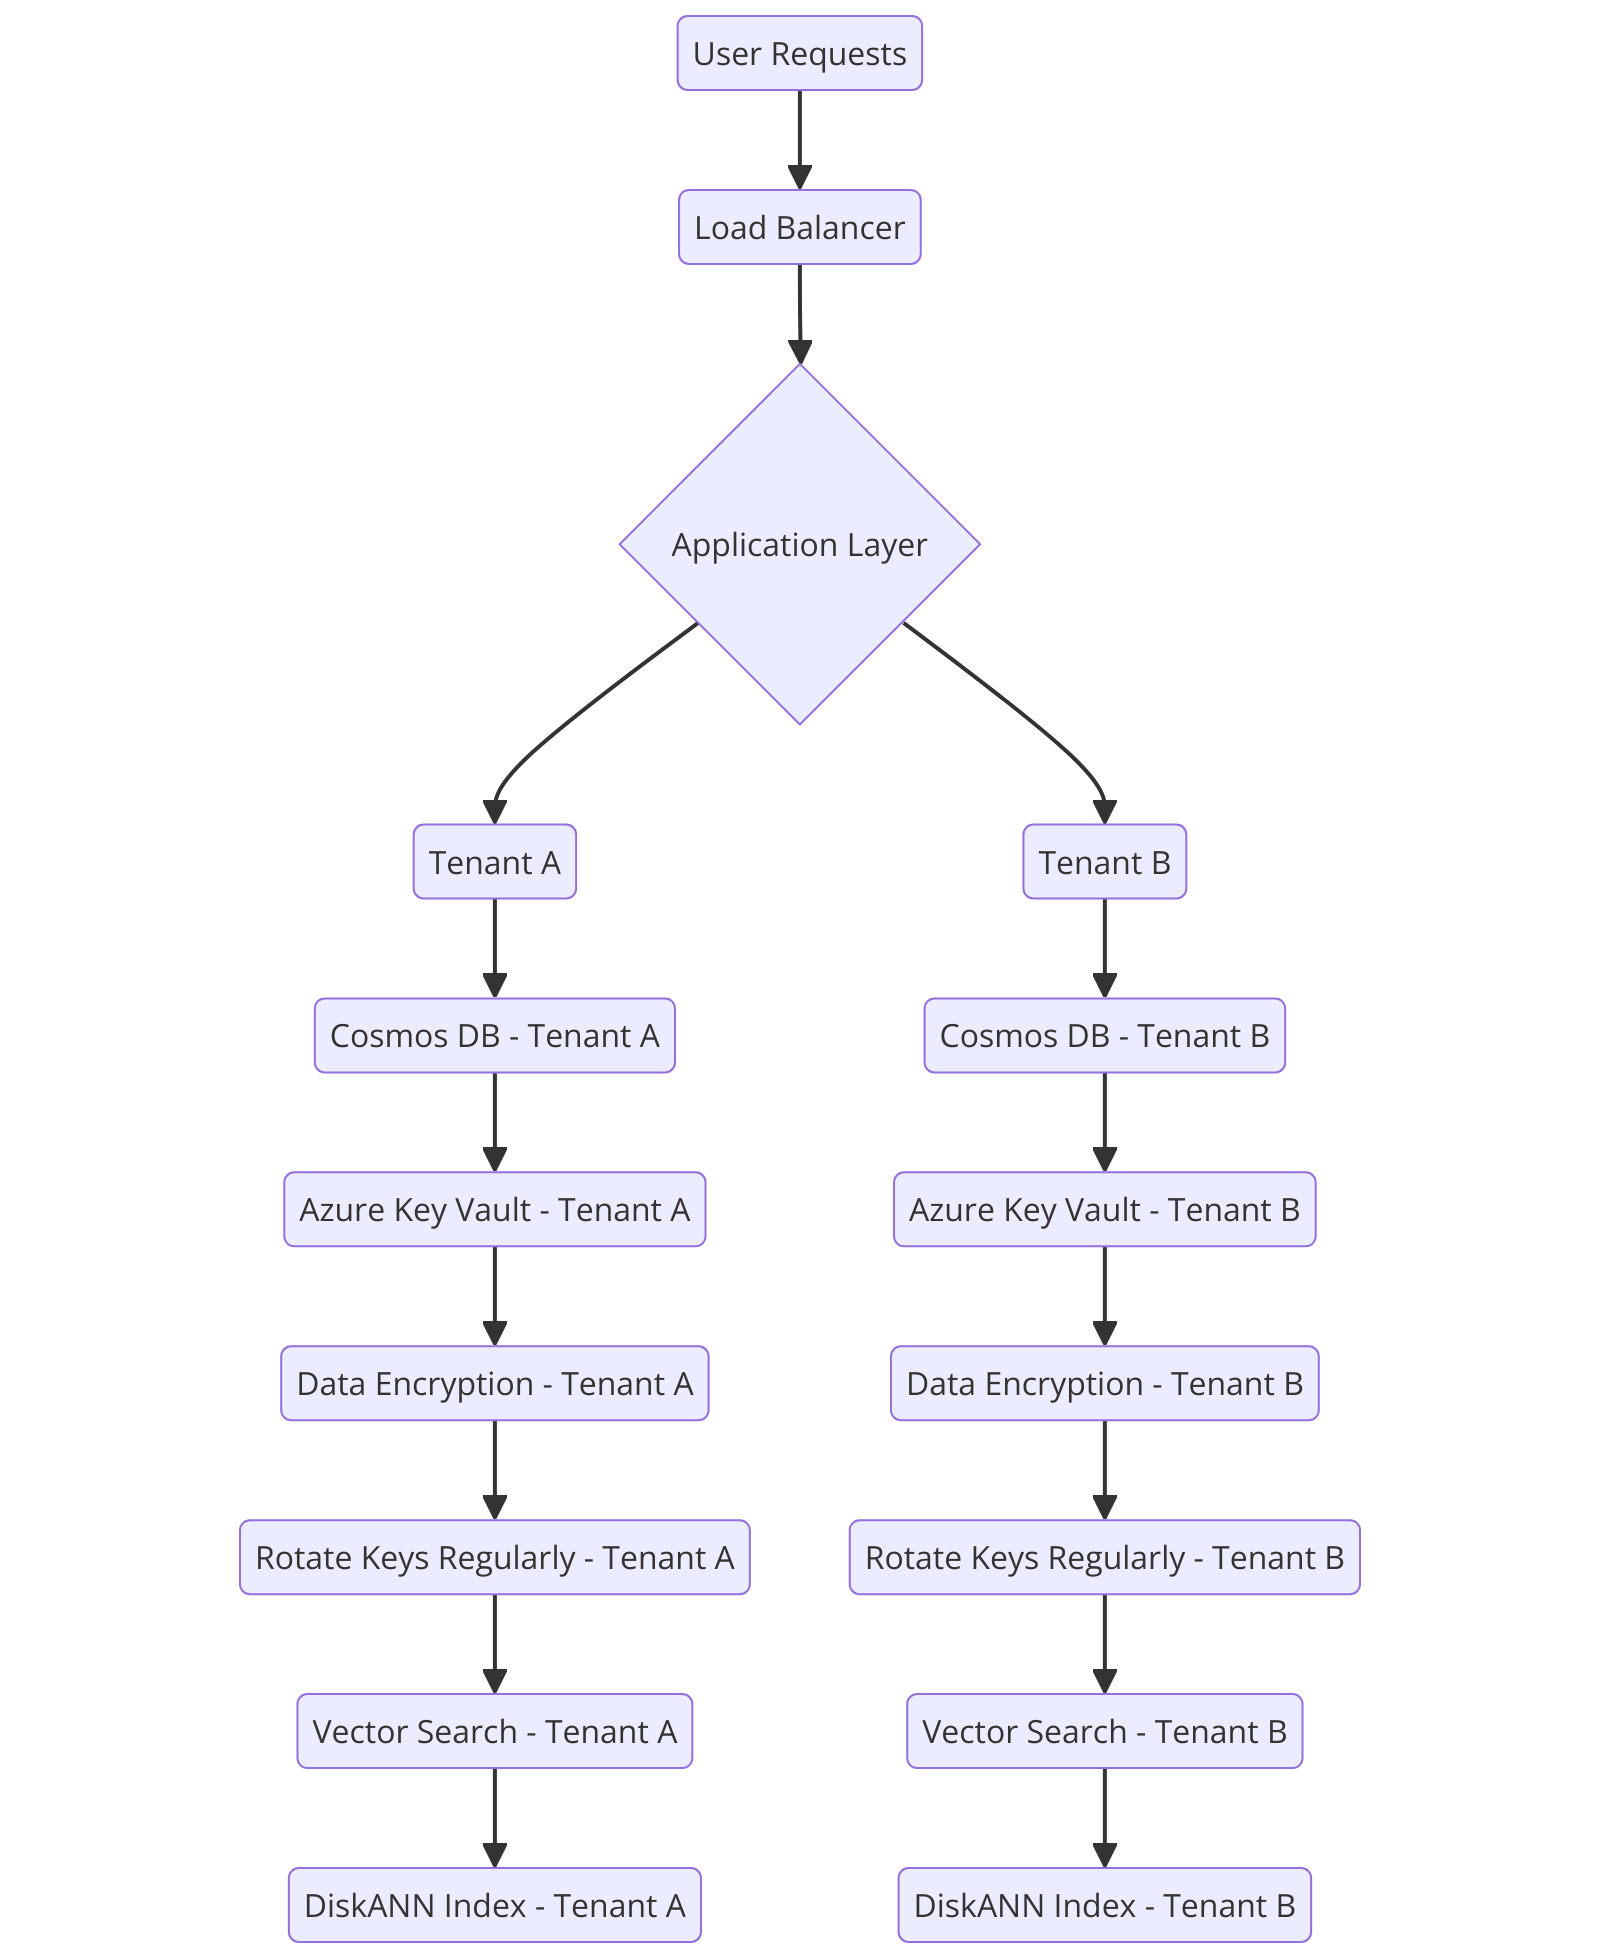 User Requests
Load Balancer
Application Layer
Tenant A
Tenant B
Cosmos DB - Tenant A
Cosmos DB - Tenant B
Azure Key Vault - Tenant A
Azure Key Vault - Tenant B
Data Encryption - Tenant A
Data Encryption - Tenant B
Rotate Keys Regularly - Tenant A
Rotate Keys Regularly - Tenant B
Vector Search - Tenant A
Vector Search - Tenant B
DiskANN Index - Tenant A
DiskANN Index - Tenant B